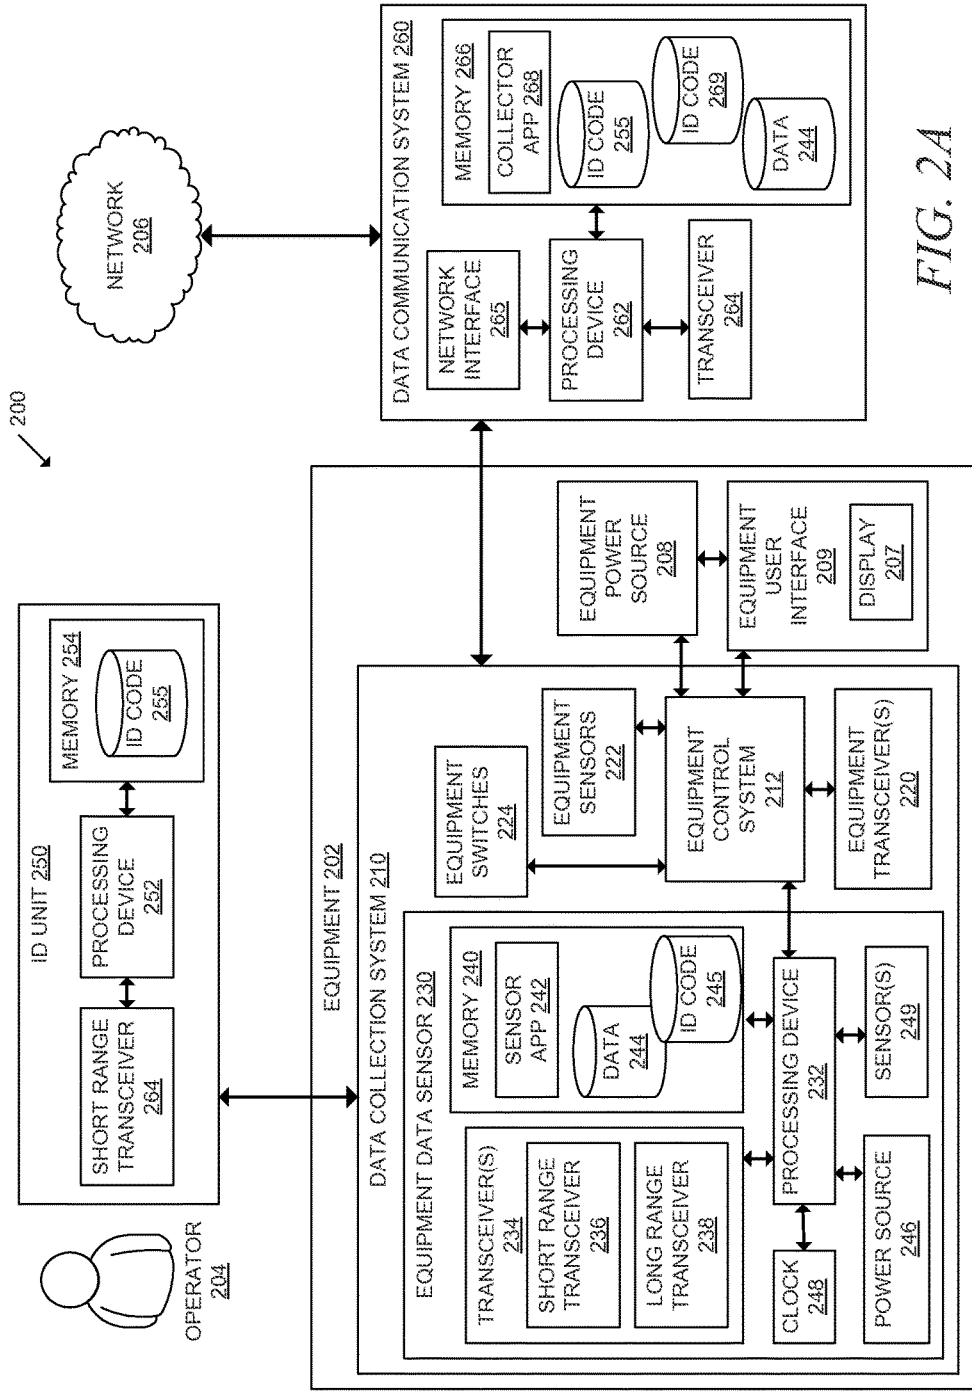 200
NETWORK
206
OPERATOR
204
ID UNIT 250
SHORT RANGE
TRANSCEIVER
264
PROCESSING
DEVICE
252
MEMORY 254
ID CODE
255
EQUIPMENT 202
DATA COLLECTION SYSTEM 210
EQUIPMENT DATA SENSOR 230
TRANSCEIVER(S)
234
SHORT RANGE
TRANSCEIVER
236
LONG RANGE
TRANSCEIVER
238
MEMORY 240
SENSOR
APP 242
DATA
244
ID CODE
245
CLOCK
248
PROCESSING DEVICE
232
POWER SOURCE
246
SENSOR(S)
249
EQUIPMENT
SWITCHES
224
EQUIPMENT
SENSORS
222
EQUIPMENT
CONTROL
SYSTEM
212
EQUIPMENT
TRANSCEIVER(S)
220
EQUIPMENT
POWER
SOURCE
208
EQUIPMENT
USER
INTERFACE
209
DISPLAY
207
DATA COMMUNICATION SYSTEM 260
NETWORK
INTERFACE
265
PROCESSING
DEVICE
262
TRANSCEIVER
264
MEMORY 266
COLLECTOR
APP 268
ID CODE
255
ID CODE
269
DATA
244
FIG. 2A